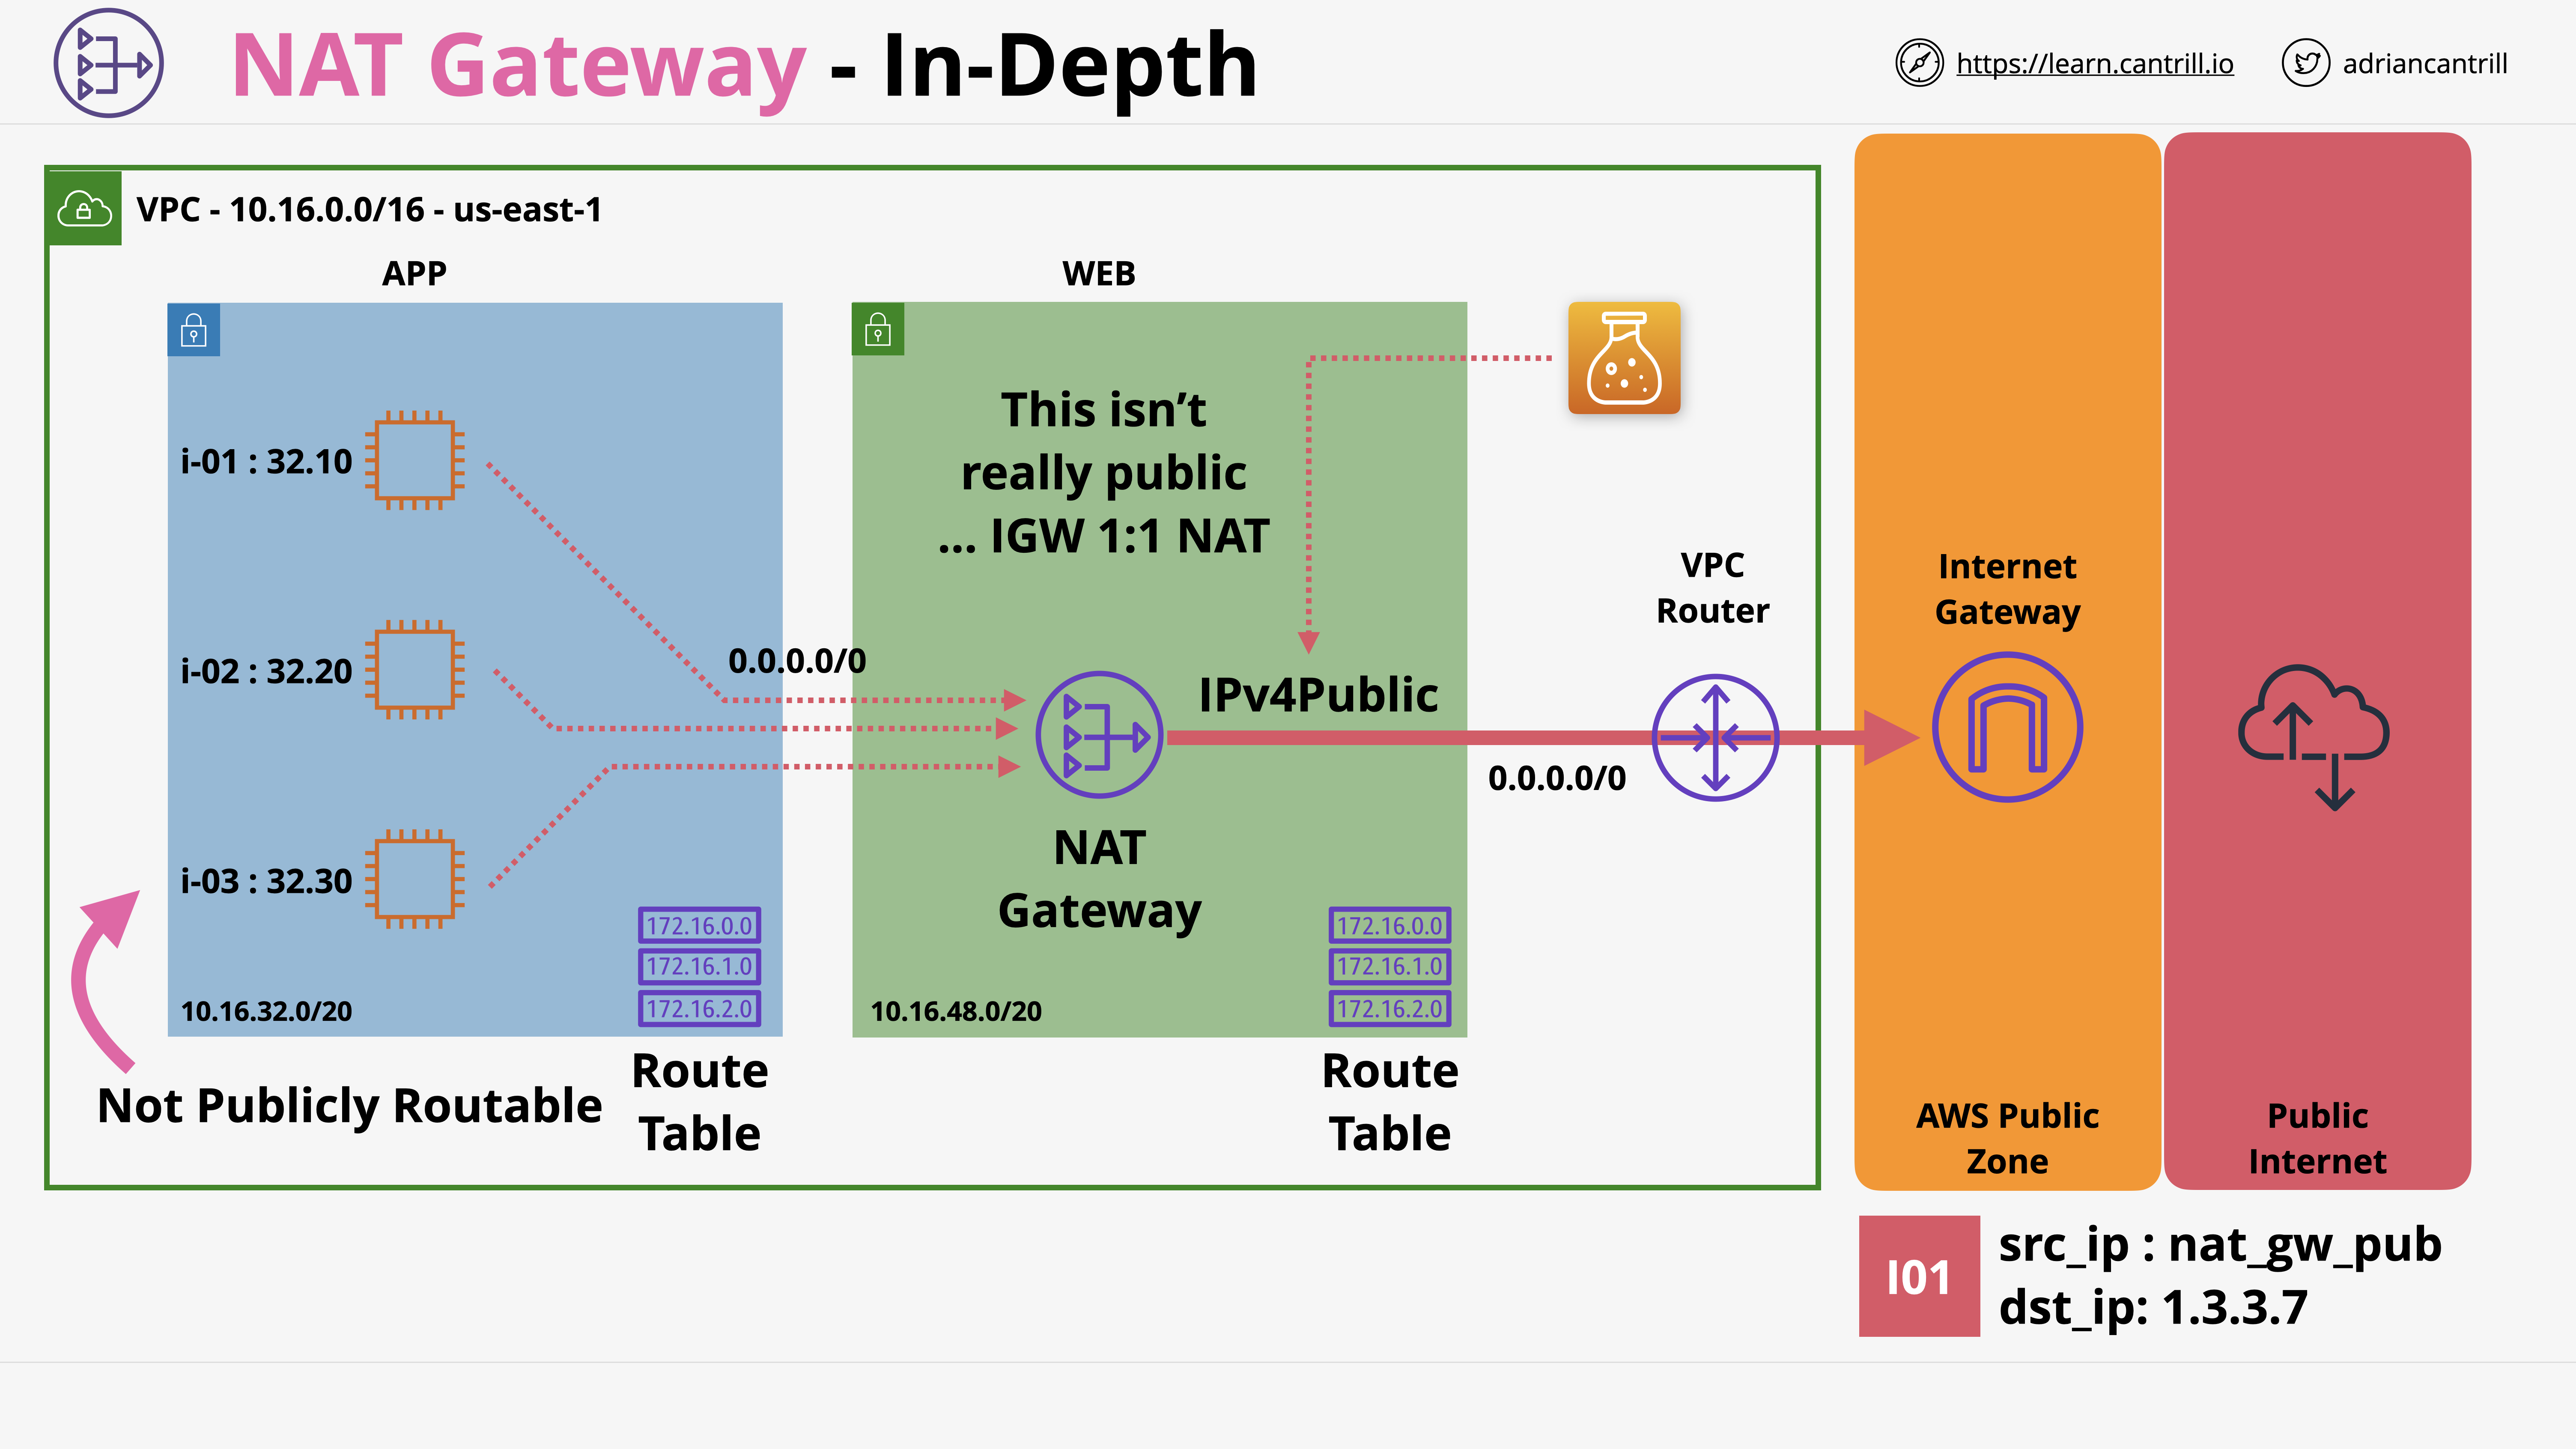 NAT Gateway - In-Depth
https://learn.cantrill.io
adriancantrill
VPC - 10.16.0.0/16 - us-east-1
APP
WEB
This isn’t
really public
... IGW 1:1 NAT
i-01 : 32.10
i-02 : 32.20
i-03 : 32.30
0.0.0.0/0
IPv4Public
VPC
Router
Internet
Gateway
0.0.0.0/0
NAT
Gateway
172.16.0.0
172.16.1.0
172.16.2.0
172.16.0.0
172.16.1.0
172.16.2.0
10.16.32.0/20
10.16.48.0/20
Not Publicly Routable
Route
Table
Route
Table
AWS Public
Zone
Public
Internet
I01
src_ip : nat_gw_pub
dst_ip: 1.3.3.7